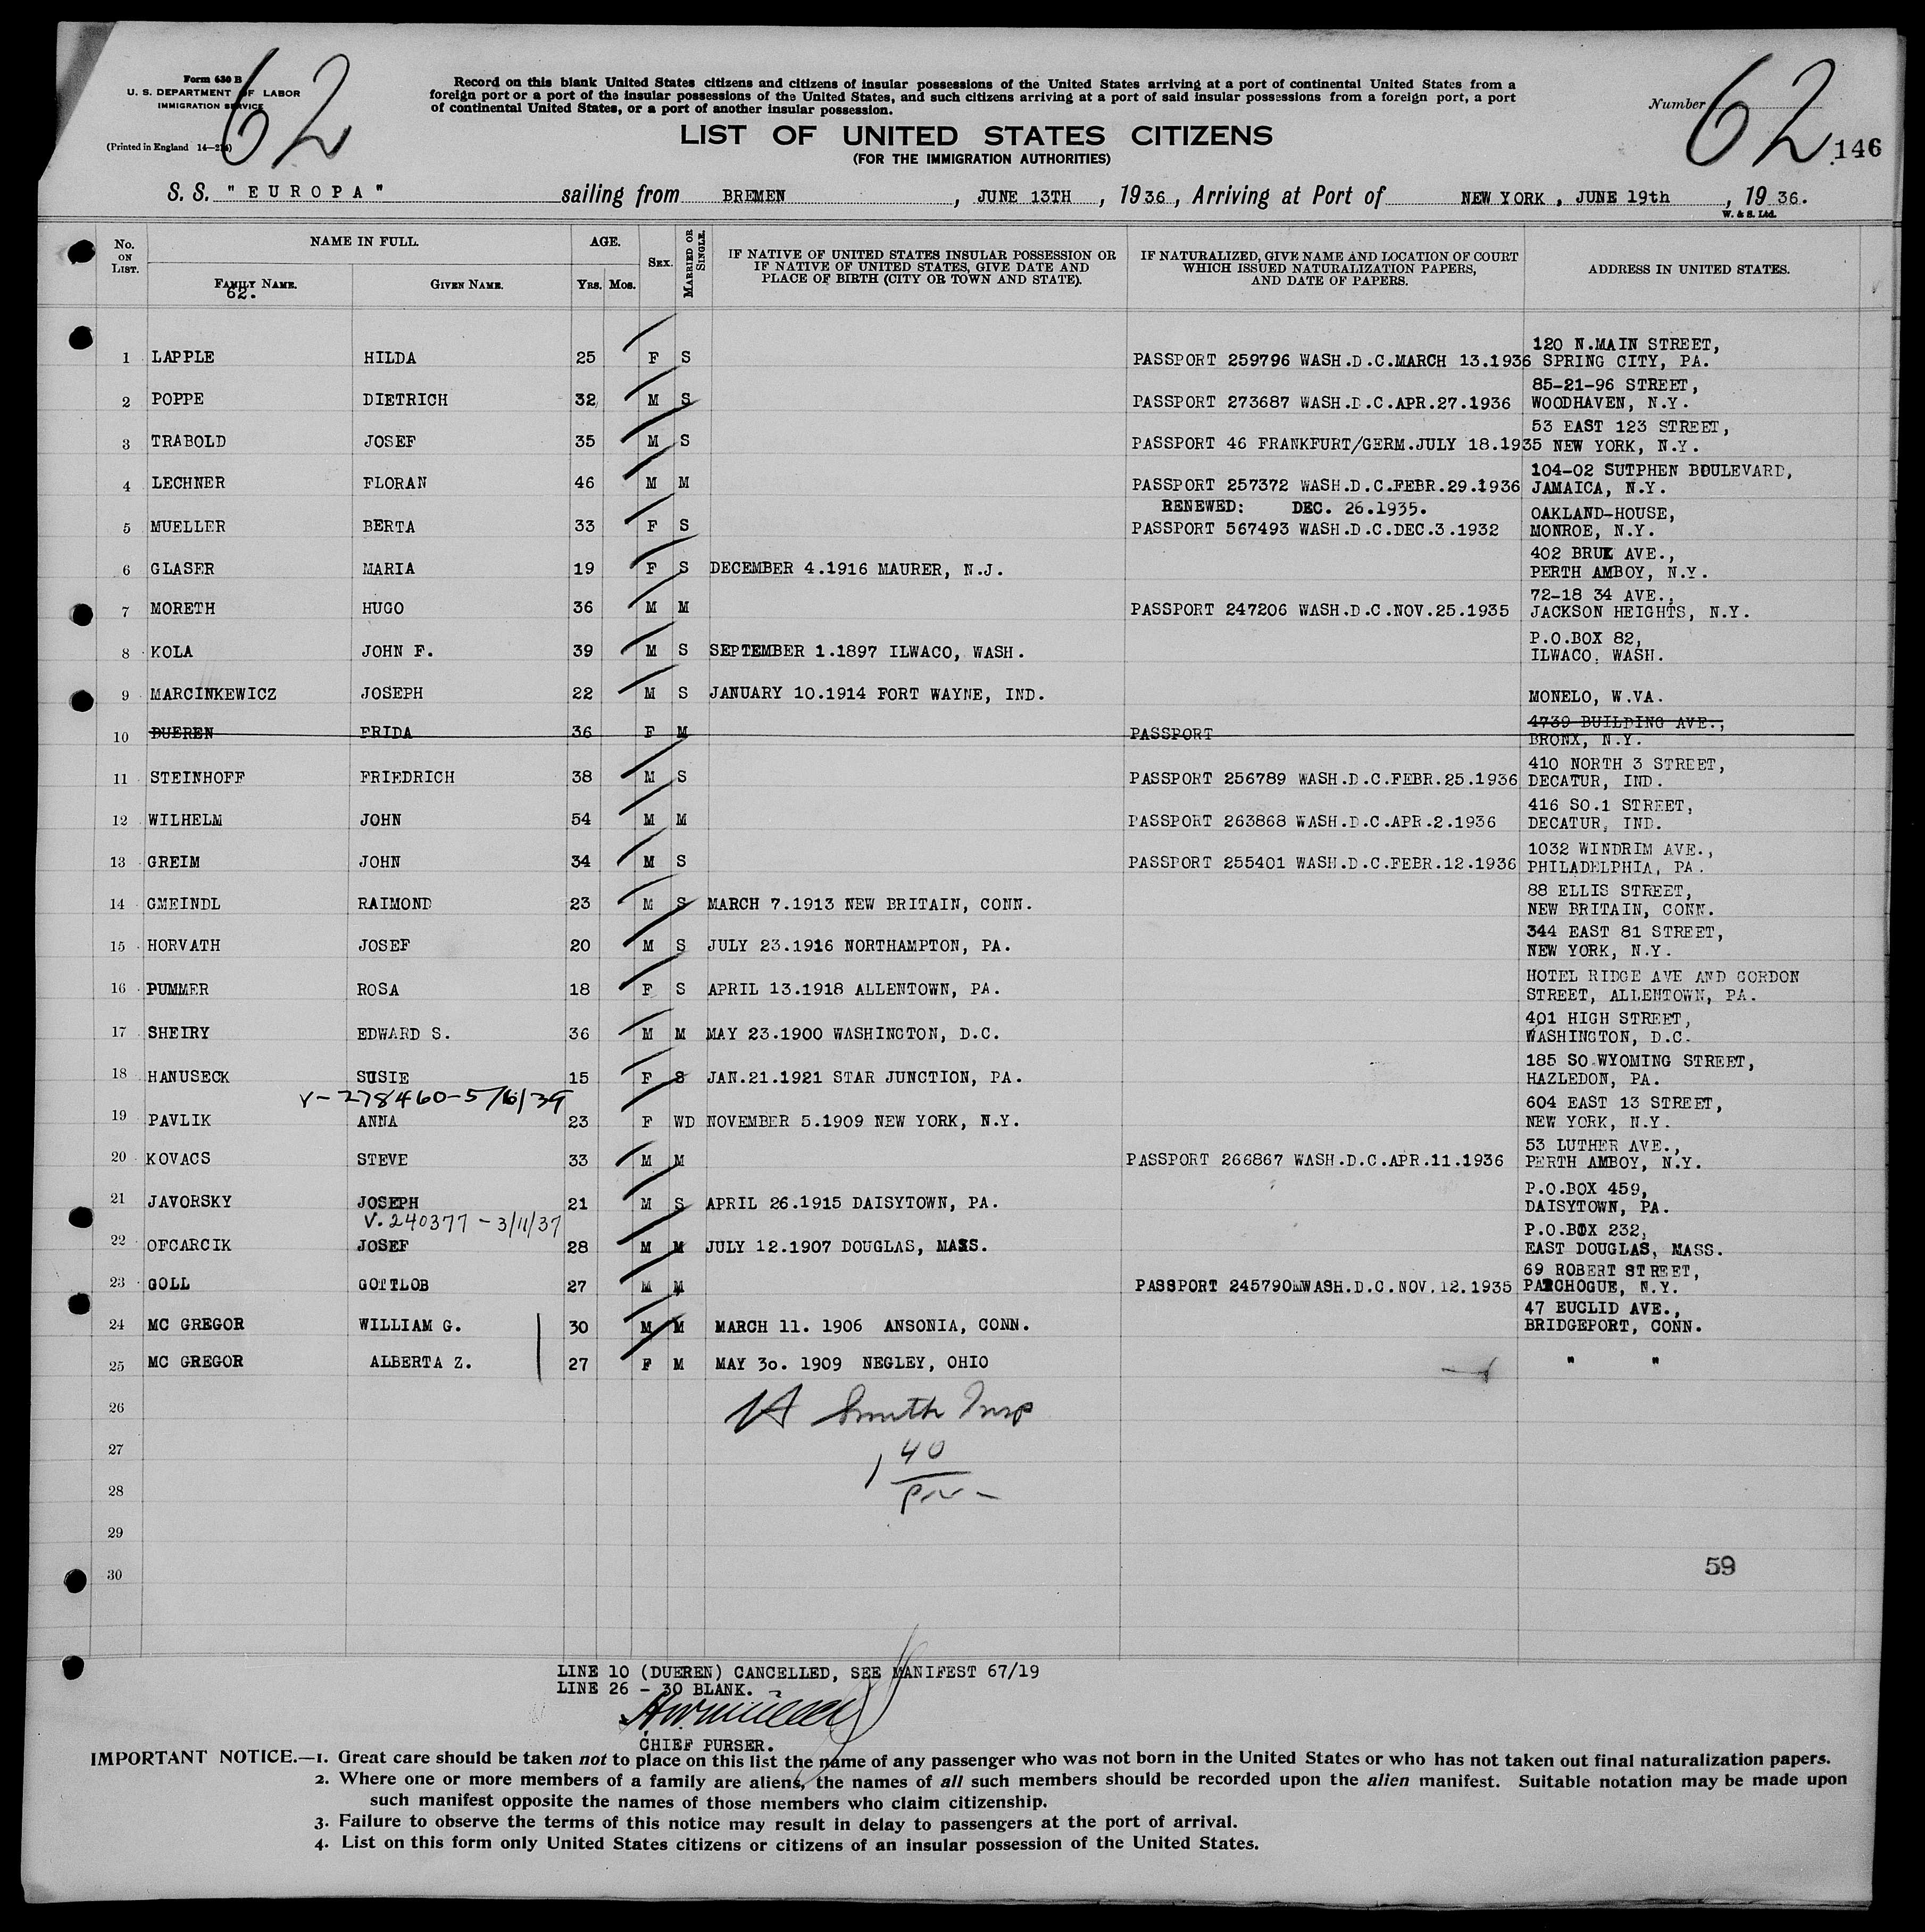 Form 630 B
U. S. DEPARTMENT OF LABOR
IMMIGRATION SERVICE
(Printed in England 14—2
62
Record on this blank United States citizens and citizens of insular possessions of the United States arriving at a port of continental United States from a
foreign port or a port of the insular possessions of the United States, and such citizens arriving at a port of said insular possessions from a foreign port, a port
of continental United States, or a port of another insular possession.
Number 62 146
LIST OF UNITED STATES CITIZENS
(FOR THE IMMIGRATION AUTHORITIES)
S. S. "EUROPA" sailing from BREMEN, JUNE 13TH, 1936, Arriving at Port of NEW YORK, JUNE 19th, 1936.
W. & S. Ltd.
No. ON LIST. NAME IN FULL. FAMILY NAME. GIVEN NAME. AGE. YRS. MOS. SEX. MARRIED OR SINGLE. IF NATIVE OF UNITED STATES INSULAR POSSESSION OR IF NATIVE OF UNITED STATES, GIVE DATE AND PLACE OF BIRTH (CITY OR TOWN AND STATE). IF NATURALIZED, GIVE NAME AND LOCATION OF COURT WHICH ISSUED NATURALIZATION PAPERS, AND DATE OF PAPERS. ADDRESS IN UNITED STATES.
62.
120 N.MAIN STREET,
1 LAPPLE HILDA 25 F S PASSPORT 259796 WASH.D.C.MARCH 13.1936 SPRING CITY, PA.
85-21-96 STREET,
2 POPPE DIETRICH 32 M S PASSPORT 273687 WASH.D.C.APR.27.1936 WOODHAVEN, N.Y.
53 EAST 123 STREET,
3 TRABOLD JOSEF 35 M S PASSPORT 46 FRANKFURT/GERM.JULY 18.1935 NEW YORK, N.Y.
104-02 SUTPHEN BOULEVARD,
4 LECHNER FLORAN 46 M M PASSPORT 257372 WASH.D.C.FEBR.29.1936 JAMAICA, N.Y.
RENEWED: DEC. 26.1935. OAKLAND-HOUSE,
5 MUELLER BERTA 33 F S PASSPORT 567493 WASH.D.C.DEC.3.1932 MONROE, N.Y.
402 BRUK AVE.,
6 GLASER MARIA 19 F S DECEMBER 4.1916 MAURER, N.J. PERTH AMBOY, N.Y.
72-18 34 AVE.,
7 MORETH HUGO 36 M M PASSPORT 247206 WASH.D.C.NOV.25.1935 JACKSON HEIGHTS, N.Y.
P.O.BOX 82,
8 KOLA JOHN F. 39 M S SEPTEMBER 1.1897 ILWACO, WASH. ILWACO, WASH.
9 MARCINKEWICZ JOSEPH 22 M S JANUARY 10.1914 FORT WAYNE, IND. MONELO, W.VA.
4739 BUILDING AVE.,
10 DUEREN FRIDA 36 F M PASSPORT BRONX, N.Y.
410 NORTH 3 STREET,
11 STEINHOFF FRIEDRICH 38 M S PASSPORT 256789 WASH.D.C.FEBR.25.1936 DECATUR, IND.
416 SO.1 STREET,
12 WILHELM JOHN 54 M M PASSPORT 263868 WASH.D.C.APR.2.1936 DECATUR, IND.
1032 WINDRIM AVE.,
13 GREIM JOHN 34 M S PASSPORT 255401 WASH.D.C.FEBR.12.1936 PHILADELPHIA, PA.
88 ELLIS STREET,
14 GMEINDL RAIMOND 23 M S MARCH 7.1913 NEW BRITAIN, CONN. NEW BRITAIN, CONN.
344 EAST 81 STREET,
15 HORVATH JOSEF 20 M S JULY 23.1916 NORTHAMPTON, PA. NEW YORK, N.Y.
HOTEL RIDGE AVE AND GORDON
16 PUMMER ROSA 18 F S APRIL 13.1918 ALLENTOWN, PA. STREET, ALLENTOWN, PA.
401 HIGH STREET,
17 SHEIRY EDWARD S. 36 M M MAY 23.1900 WASHINGTON, D.C. WASHINGTON, D.C.
185 SO.WYOMING STREET,
18 HANUSECK SUSIE 15 F S JAN.21.1921 STAR JUNCTION, PA. HAZLEDON, PA.
v-278460-5/6/39 604 EAST 13 STREET,
19 PAVLIK ANNA 23 F WD NOVEMBER 5.1909 NEW YORK, N.Y. NEW YORK, N.Y.
53 LUTHER AVE.,
20 KOVACS STEVE 33 M M PASSPORT 266867 WASH.D.C.APR.11.1936 PERTH AMBOY, N.Y.
P.O.BOX 459,
21 JAVORSKY JOSEPH 21 M S APRIL 26.1915 DAISYTOWN, PA. DAISYTOWN, PA.
V.240377-3/11/37 P.O.BOX 232,
22 OFCARCIK JOSEF 28 M M JULY 12.1907 DOUGLAS, MASS. EAST DOUGLAS, MASS.
69 ROBERT STREET,
23 GOLL GOTTLOB 27 M M PASSPORT 245790 WASH.D.C.NOV.12.1935 PATCHOGUE, N.Y.
47 EUCLID AVE.,
24 MC GREGOR WILLIAM G. 30 M M MARCH 11. 1906 ANSONIA, CONN. BRIDGEPORT, CONN.
25 MC GREGOR ALBERTA Z. 27 F M MAY 30. 1909 NEGLEY, OHIO " "
26 Smith Insp
27 1 40
28
29
30 59
LINE 10 (DUEREN) CANCELLED, SEE MANIFEST 67/19
LINE 26 - 30 BLANK.
CHIEF PURSER.
IMPORTANT NOTICE.—1. Great care should be taken not to place on this list the name of any passenger who was not born in the United States or who has not taken out final naturalization papers.
2. Where one or more members of a family are aliens, the names of all such members should be recorded upon the alien manifest. Suitable notation may be made upon
such manifest opposite the names of those members who claim citizenship.
3. Failure to observe the terms of this notice may result in delay to passengers at the port of arrival.
4. List on this form only United States citizens or citizens of an insular possession of the United States.